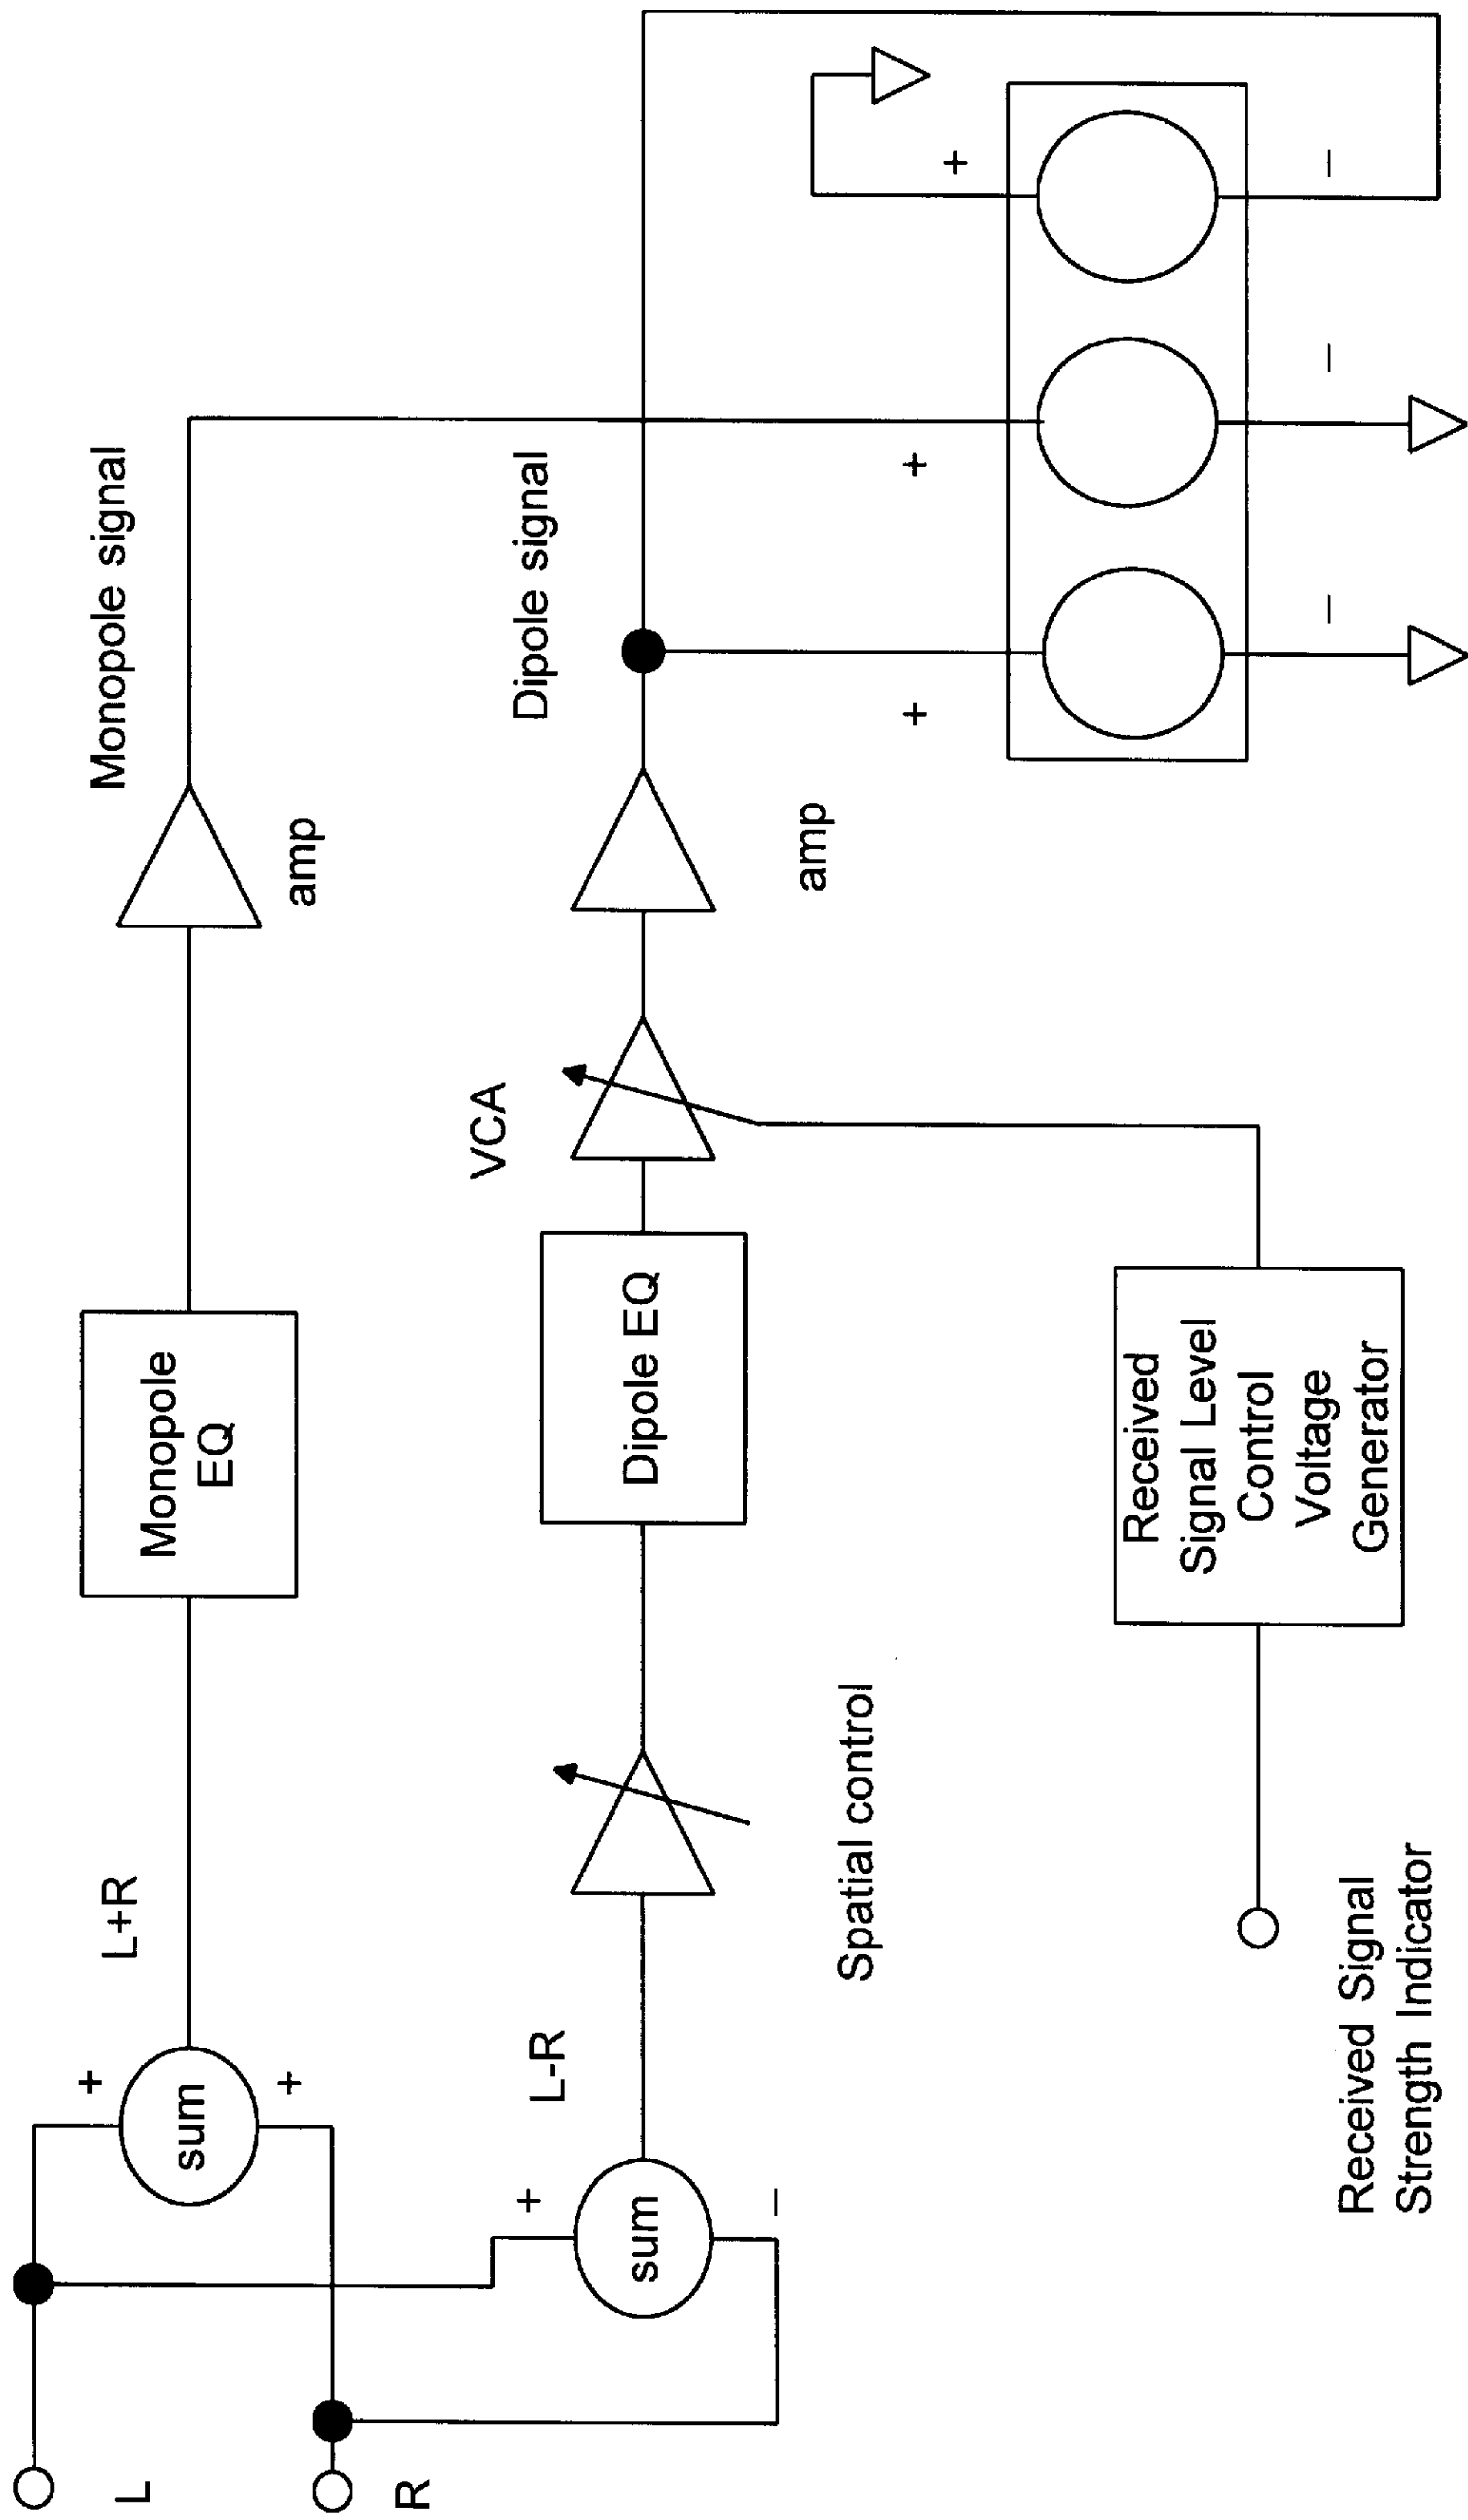 L
R
+
sum
+
L+R
Monopole
EQ
amp
Monopole signal
+
sum
–
L-R
Spatial control
Dipole EQ
VCA
amp
Dipole signal
Received Signal
Strength Indicator
Received
Signal Level
Control
Voltage
Generator
+
+
+
–
–
–